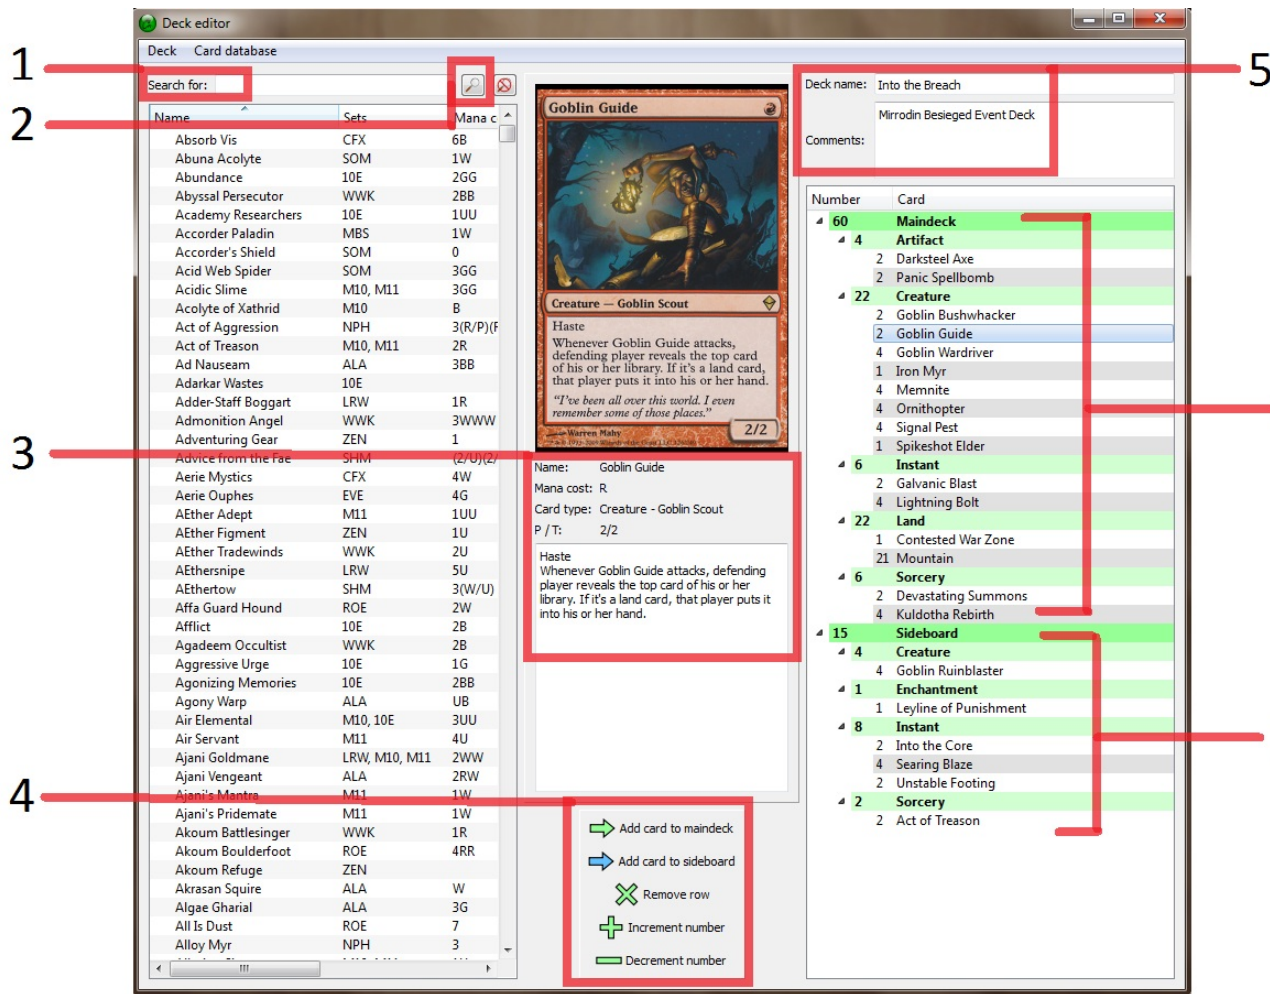 Deck editor
Deck Card database
1
Search for:
2
Name Sets Mana c
Absorb Vis CFX 6B
Abuna Acolyte SOM 1W
Abundance 10E 2GG
Abyssal Persecutor WWK 2BB
Academy Researchers 10E 1UU
Accorder Paladin MBS 1W
Accorder's Shield SOM 0
Acid Web Spider SOM 3GG
Acidic Slime M10, M11 3GG
Acolyte of Xathrid M10 B
Act of Aggression NPH 3(R/P)(F
Act of Treason M10, M11 2R
Ad Nauseam ALA 3BB
Adarkar Wastes 10E
Adder-Staff Boggart LRW 1R
Admonition Angel WWK 3WWW
Adventuring Gear ZEN 1
3
Advice from the Fae SHM (2/U)(2/
Aerie Mystics CFX 4W
Aerie Ouphes EVE 4G
AEther Adept M11 1UU
AEther Figment ZEN 1U
AEther Tradewinds WWK 2U
AEthersnipe LRW 5U
AEthertow SHM 3(W/U)
Affa Guard Hound ROE 2W
Afflict 10E 2B
Agadeem Occultist WWK 2B
Aggressive Urge 10E 1G
Agonizing Memories 10E 2BB
Agony Warp ALA UB
Air Elemental M10, 10E 3UU
Air Servant M11 4U
Ajani Goldmane LRW, M10, M11 2WW
Ajani Vengeant ALA 2RW
4
Ajani's Mantra M11 1W
Ajani's Pridemate M11 1W
Akoum Battlesinger WWK 1R
Akoum Boulderfoot ROE 4RR
Akoum Refuge ZEN
Akrasan Squire ALA W
Algae Gharial ALA 3G
All Is Dust ROE 7
Alloy Myr NPH 3
Goblin Guide
Creature — Goblin Scout
Haste
Whenever Goblin Guide attacks,
defending player reveals the top card
of his or her library. If it's a land card,
that player puts it into his or her hand.
"I've been all over this world. I even
remember some of those places."
Warren Mahy
2/2
Name: Goblin Guide
Mana cost: R
Card type: Creature - Goblin Scout
P / T: 2/2
Haste
Whenever Goblin Guide attacks, defending
player reveals the top card of his or her
library. If it's a land card, that player puts it
into his or her hand.
Add card to maindeck
Add card to sideboard
Remove row
Increment number
Decrement number
5
Deck name: Into the Breach
Comments: Mirrodin Besieged Event Deck
Number Card
60 Maindeck
4 Artifact
2 Darksteel Axe
2 Panic Spellbomb
22 Creature
2 Goblin Bushwhacker
2 Goblin Guide
4 Goblin Wardriver
1 Iron Myr
4 Memnite
4 Ornithopter
4 Signal Pest
1 Spikeshot Elder
6 Instant
2 Galvanic Blast
4 Lightning Bolt
22 Land
1 Contested War Zone
21 Mountain
6 Sorcery
2 Devastating Summons
4 Kuldotha Rebirth
15 Sideboard
4 Creature
4 Goblin Ruinblaster
1 Enchantment
1 Leyline of Punishment
8 Instant
2 Into the Core
4 Searing Blaze
2 Unstable Footing
2 Sorcery
2 Act of Treason